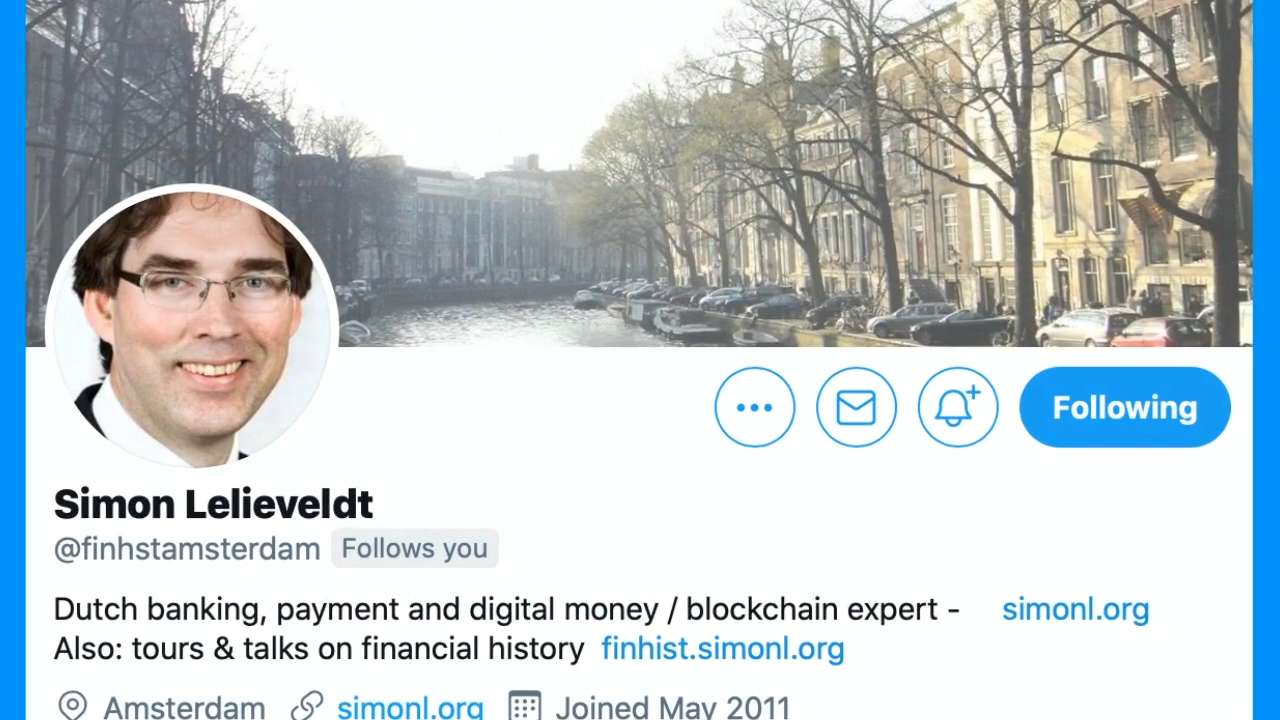 Following
Simon Lelieveldt
@finhstamsterdam Follows you
Dutch banking, payment and digital money / blockchain expert - simonl.org
Also: tours & talks on financial history finhist.simonl.org
Amsterdam simonl.org Joined May 2011